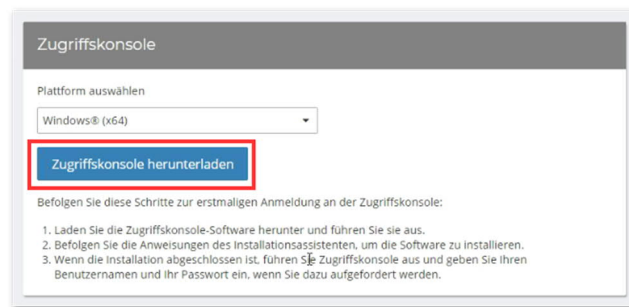 Zugriffskonsole
Plattform auswählen
Windows® (x64)
Zugriffskonsole herunterladen
Befolgen Sie diese Schritte zur erstmaligen Anmeldung an der Zugriffskonsole:
1. Laden Sie die Zugriffskonsole-Software herunter und führen Sie sie aus.
2. Befolgen Sie die Anweisungen des Installationsassistenten, um die Software zu installieren.
3. Wenn die Installation abgeschlossen ist, führen Sie Zugriffskonsole aus und geben Sie Ihren
Benutzernamen und Ihr Passwort ein, wenn Sie dazu aufgefordert werden.